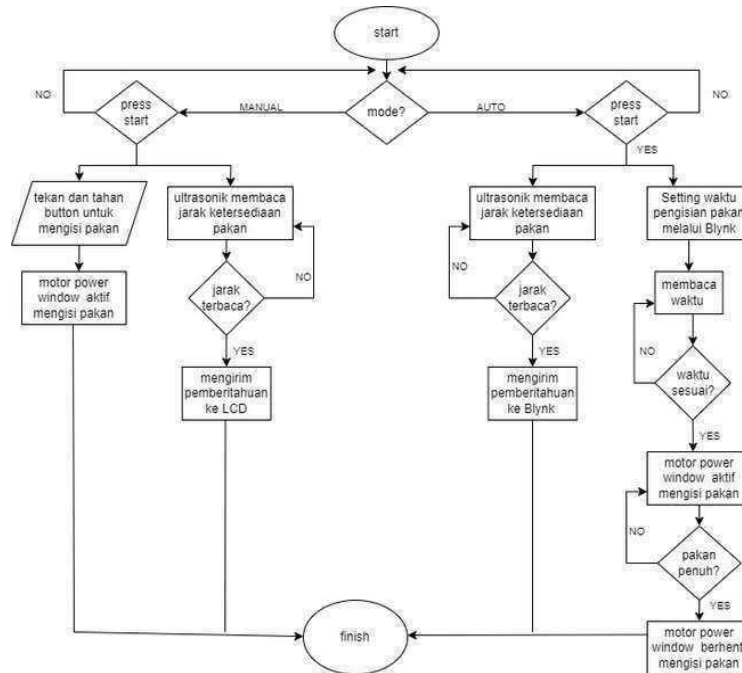 start
NO
press
start
MANUAL
mode?
AUTO
press
start
NO
YES
tekan dan tahan
button untuk
mengisi pakan
ultrasonik membaca
jarak ketersediaan
pakan
ultrasonik membaca
jarak ketersediaan
pakan
Setting waktu
pengisian pakan
melalui Blynk
motor power
window aktif
mengisi pakan
jarak
terbaca?
NO
NO
jarak
terbaca?
membaca
waktu
YES
YES
NO
waktu
sesuai?
mengirim
pemberitahuan
ke LCD
mengirim
pemberitahuan
ke Blynk
YES
motor power
window aktif
mengisi pakan
NO
pakan
penuh?
YES
finish
motor power
window berhenti
mengisi pakan